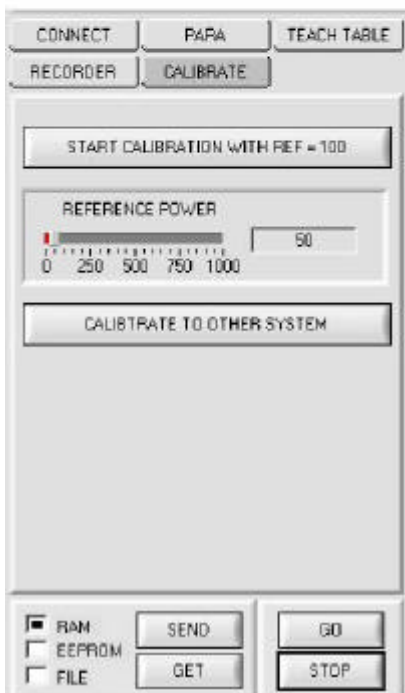 CONNECT PARA TEACH TABLE
RECORDER CALIBRATE
START CALIBRATION WITH REF = 100
REFERENCE POWER
50
0 250 500 750 1000
CALIBTRATE TO OTHER SYSTEM
RAM
EEPROM
FILE
SEND
GET
GO
STOP